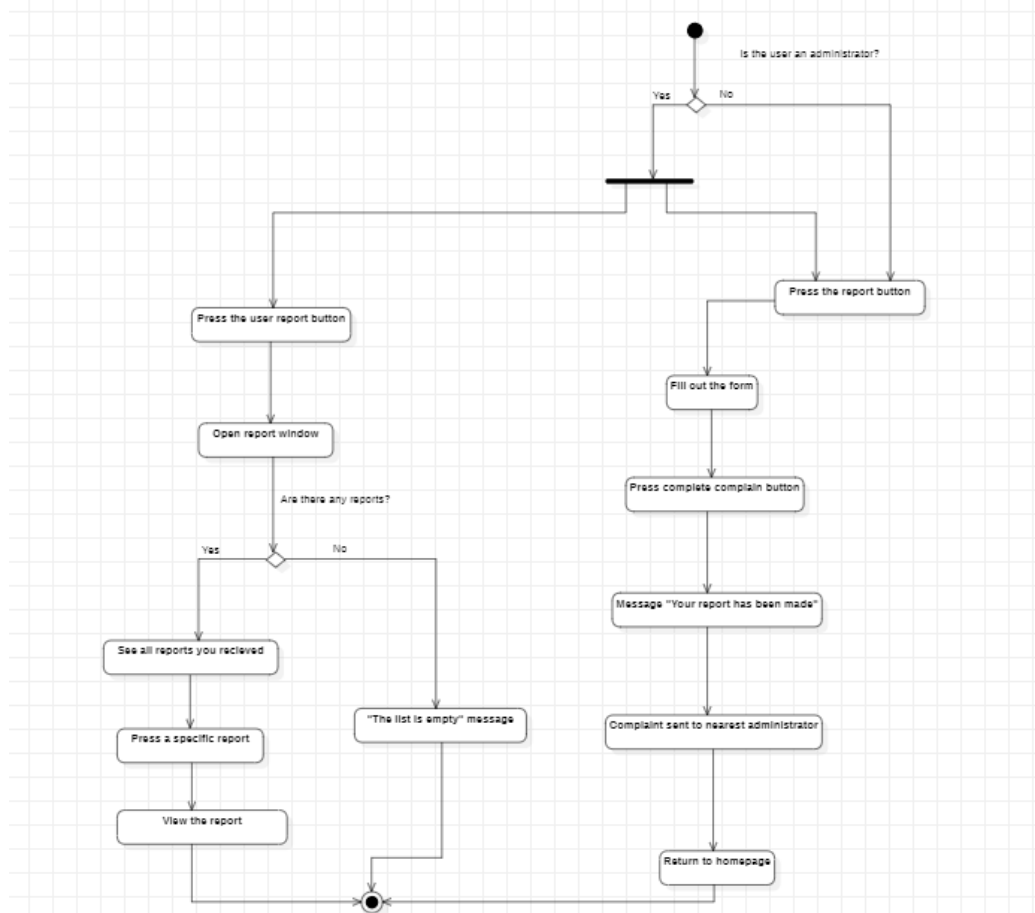 Is the user an administrator?
Yes
No
Press the report button
Press the user report button
Fill out the form
Open report window
Press complete complain button
Are there any reports?
Yes
No
Message "Your report has been made"
See all reports you recieved
"The list is empty" message
Complaint sent to nearest administrator
Press a specific report
View the report
Return to homepage